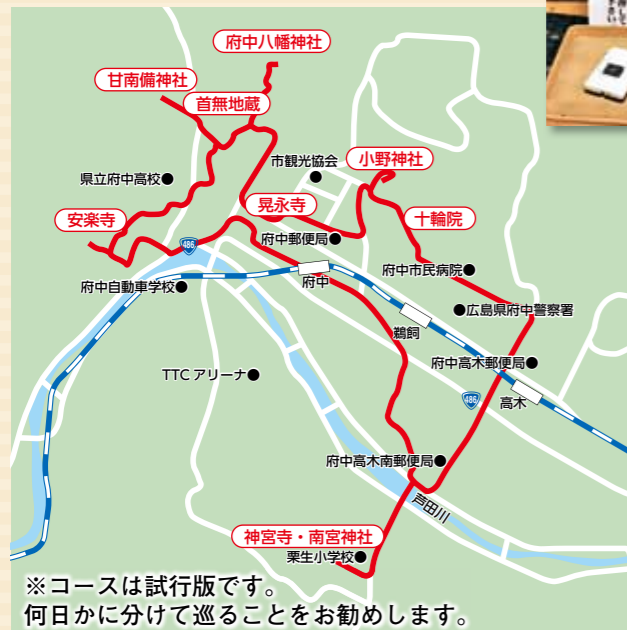 府中八幡神社
甘南備神社
首無地蔵
市観光協会
小野神社
県立府中高校
安楽寺
晃永寺
十輪院
486
府中郵便局
府中自動車学校
府中
府中市民病院
広島県府中警察署
鵜飼
府中高木郵便局
TTCアリーナ
486
高木
府中高木南郵便局
芦田川
神宮寺・南宮神社
栗生小学校
※コースは試行版です。
何日かに分けて巡ることをお勧めします。